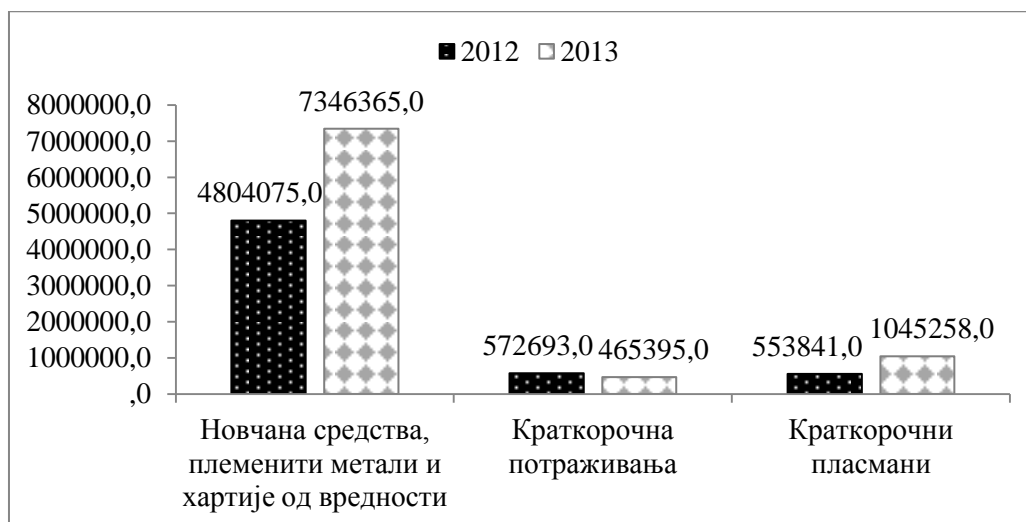 2012 2013
8000000,0
7000000,0
6000000,0
5000000,0
4000000,0
3000000,0
2000000,0
1000000,0
,0
4804075,0
7346365,0
572693,0
465395,0
553841,0
1045258,0
Новчана средства,
племенити метали и
хартије од вредности
Краткорочна
потраживања
Краткорочни
пласмани